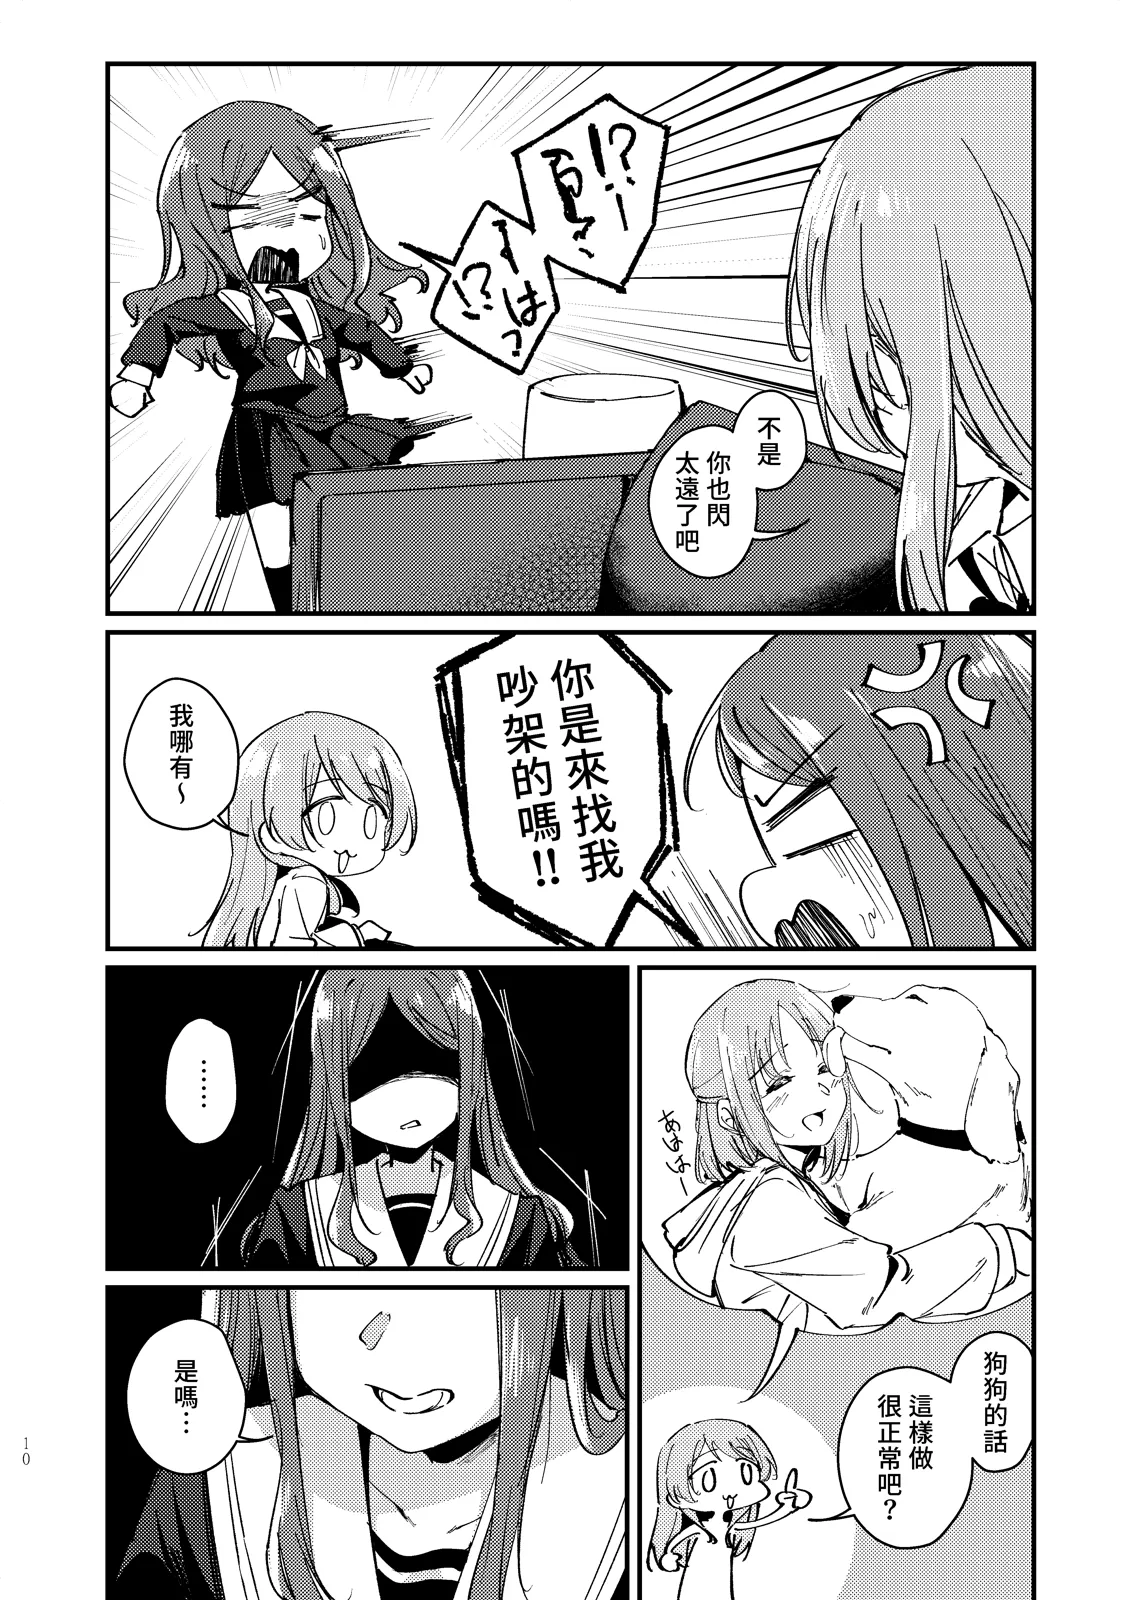 !?
は?
!?
不是
你也閃
太遠了吧
你是來找我
吵架的嗎!!
我哪有~
あはは—
狗狗的話
這樣做
很正常吧?
……
是嗎…
10